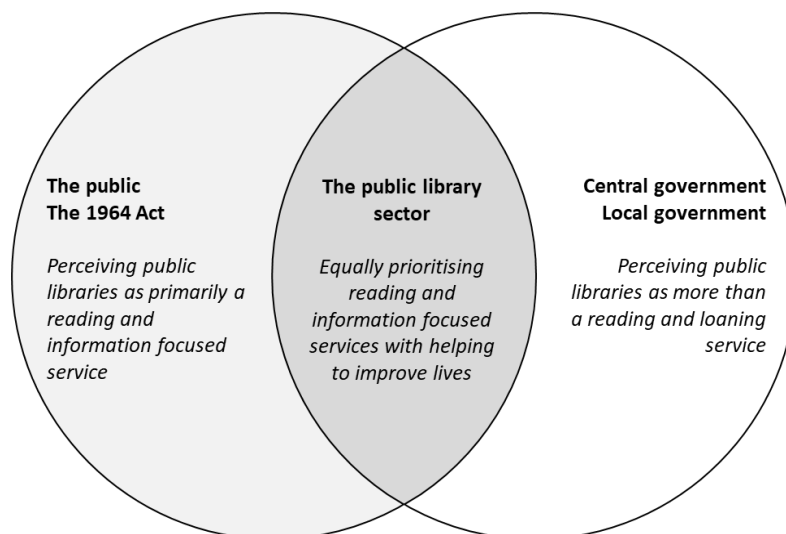 The public
The 1964 Act
Perceiving public
libraries as primarily a
reading and
information focused
service
The public library
sector
Equally prioritising
reading and
information focused
services with helping
to improve lives
Central government
Local government
Perceiving public
libraries as more than
a reading and loaning
service